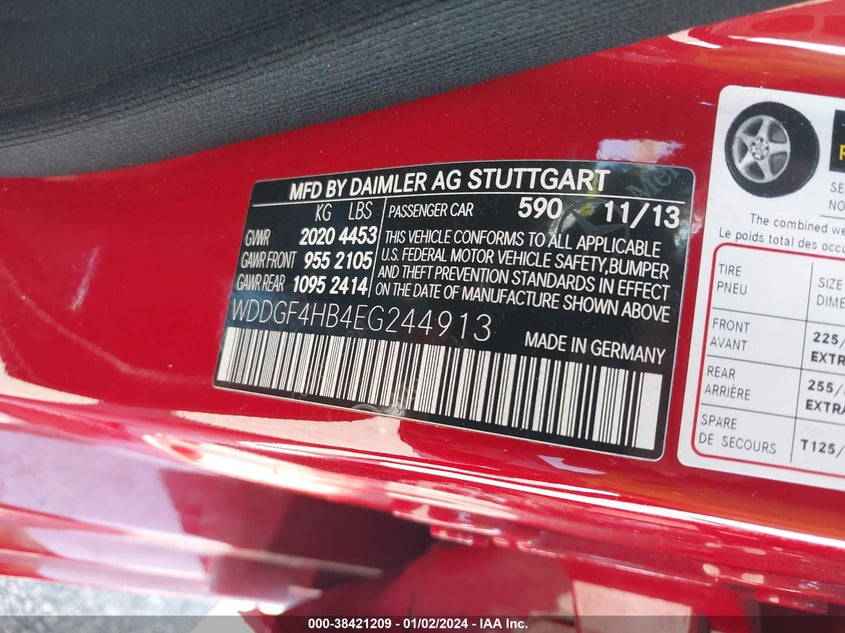 MFD BY DAIMLER AG STUTTGART
KG LBS
GVWR 2020 4453
GAWR FRONT 955 2105
GAWR REAR 1095 2414
PASSENGER CAR 590 11/13
THIS VEHICLE CONFORMS TO ALL APPLICABLE
U.S. FEDERAL MOTOR VEHICLE SAFETY,BUMPER
AND THEFT PREVENTION STANDARDS IN EFFECT
ON THE DATE OF MANUFACTURE SHOWN ABOVE
WDDGF4HB4EG244913
MADE IN GERMANY
The combined
Le poids total des
TIRE
PNEU
SIZE
FRONT
AVANT
225/
EXTR
REAR
ARRIÈRE
255/
EXTRA
SPARE
DE SECOURS
T125/
000-38421209 - 01/02/2024 - IAA Inc.